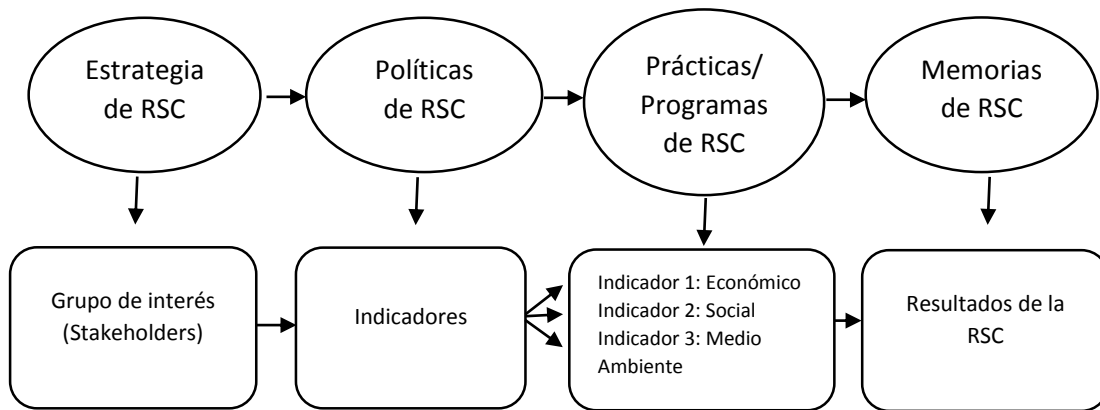 Estrategia
de RSC
Políticas
de RSC
Prácticas/
Programas
de RSC
Memorias
de RSC
Grupo de interés
(Stakeholders)
Indicadores
Indicador 1: Económico
Indicador 2: Social
Indicador 3: Medio
Ambiente
Resultados de la
RSC